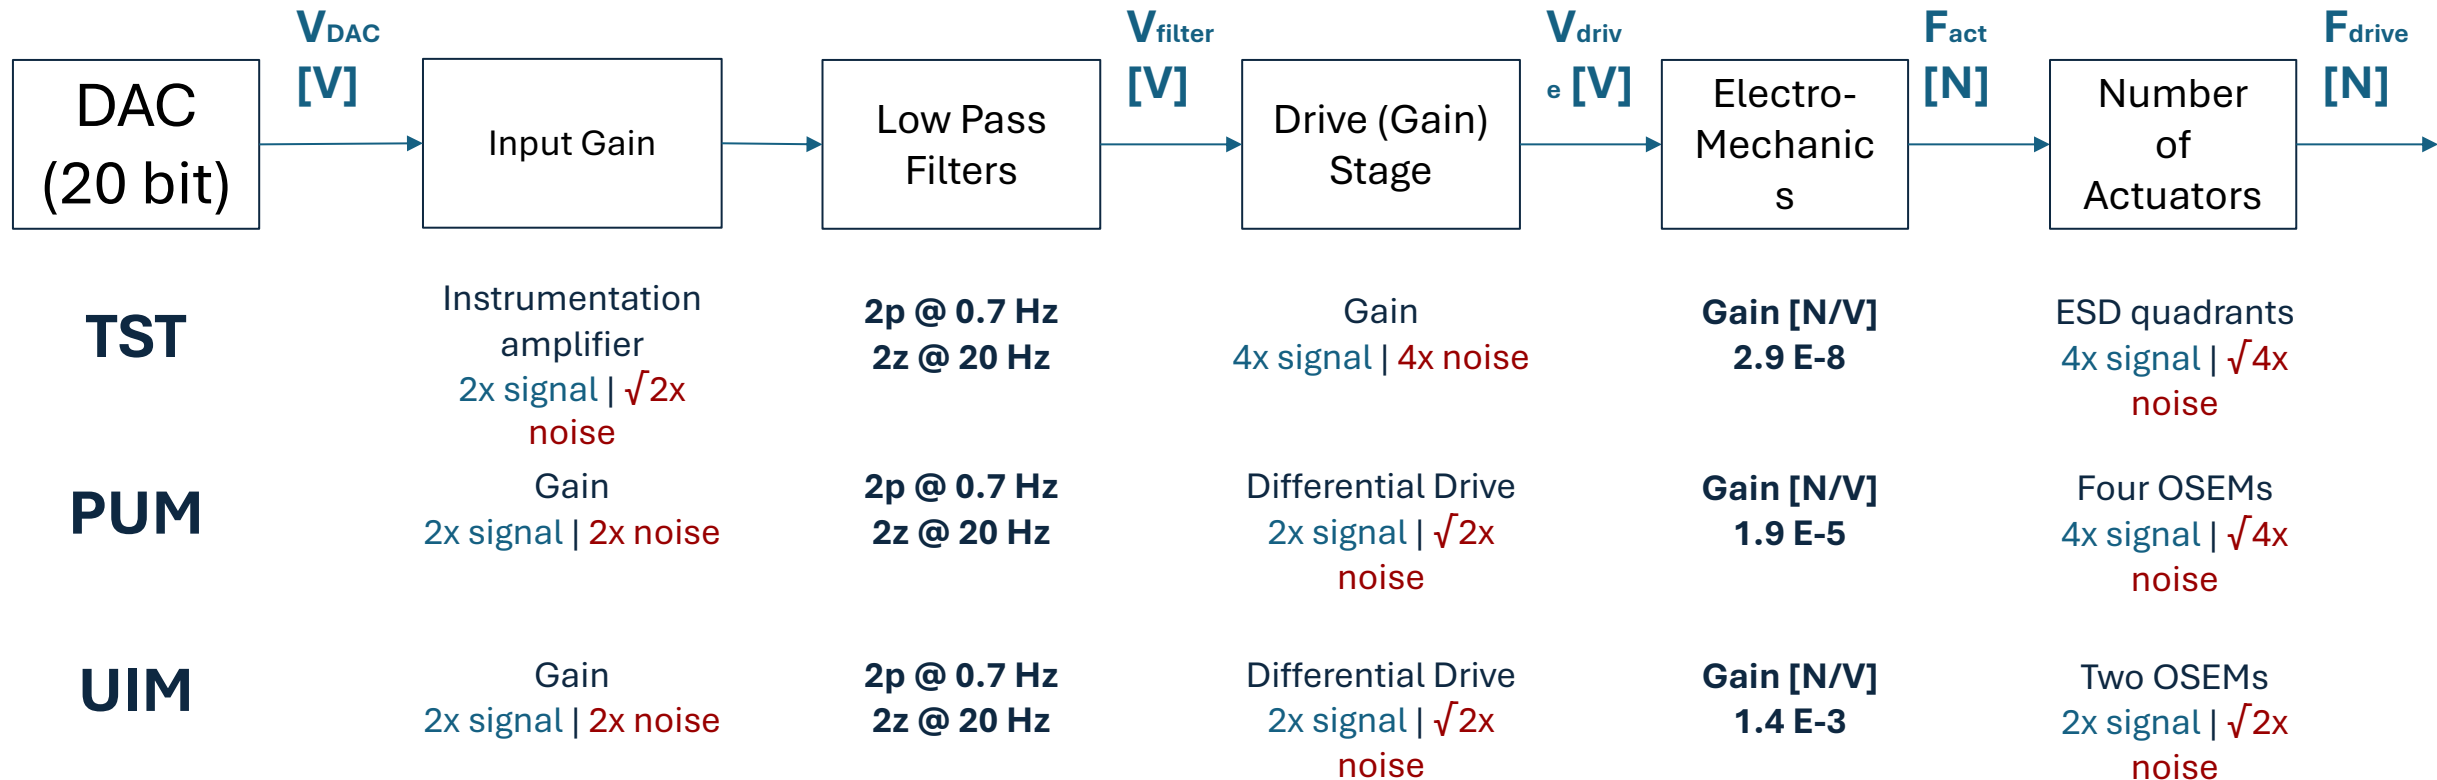 V_DAC
[V]
V_filter
[V]
V_driv
e [V]
F_act
[N]
F_drive
[N]
DAC
(20 bit)
Input Gain
Low Pass
Filters
Drive (Gain)
Stage
Electro-
Mechanic
s
Number
of
Actuators
TST
Instrumentation
amplifier
2x signal | √2x
noise
2p @ 0.7 Hz
2z @ 20 Hz
Gain
4x signal | 4x noise
Gain [N/V]
2.9 E-8
ESD quadrants
4x signal | √4x
noise
PUM
Gain
2x signal | 2x noise
2p @ 0.7 Hz
2z @ 20 Hz
Differential Drive
2x signal | √2x
noise
Gain [N/V]
1.9 E-5
Four OSEMs
4x signal | √4x
noise
UIM
Gain
2x signal | 2x noise
2p @ 0.7 Hz
2z @ 20 Hz
Differential Drive
2x signal | √2x
noise
Gain [N/V]
1.4 E-3
Two OSEMs
2x signal | √2x
noise